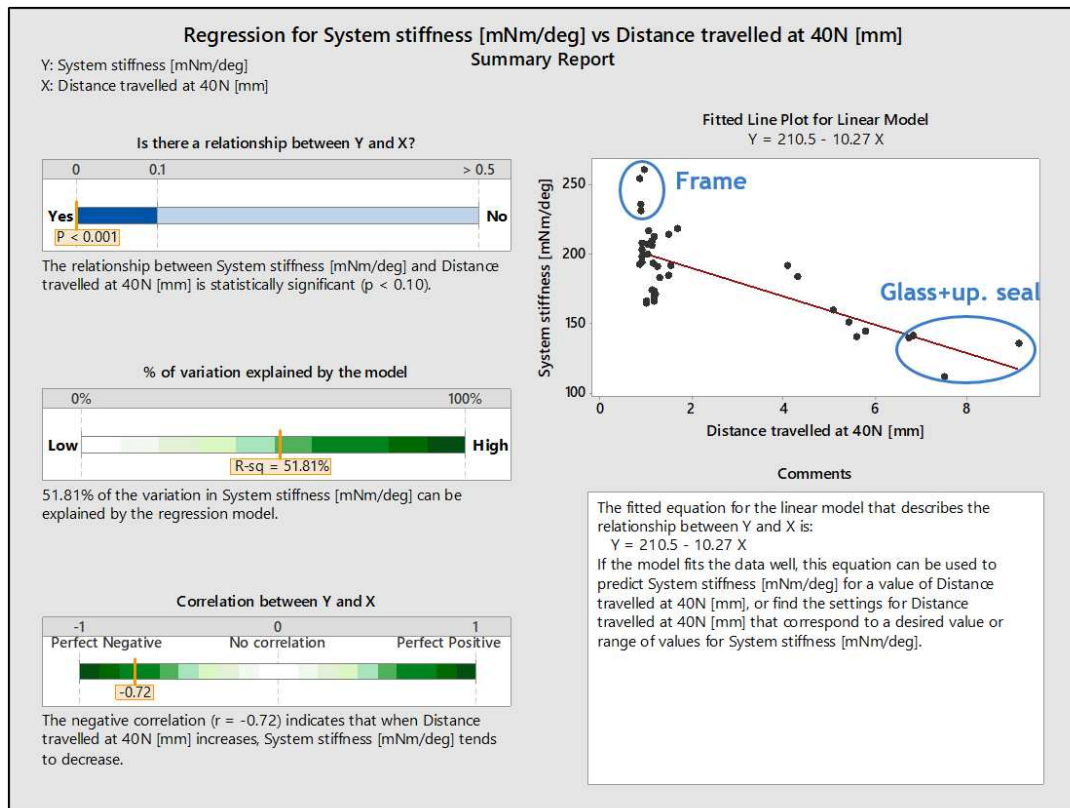 Regression for System stiffness [mNm/deg] vs Distance travelled at 40N [mm]
Summary Report
Y: System stiffness [mNm/deg]
X: Distance travelled at 40N [mm]
Is there a relationship between Y and X?
0 0.1 > 0.5
Yes No
P < 0.001
The relationship between System stiffness [mNm/deg] and Distance
travelled at 40N [mm] is statistically significant (p < 0.10).
% of variation explained by the model
0% 100%
Low High
R-sq = 51.81%
51.81% of the variation in System stiffness [mNm/deg] can be
explained by the regression model.
Correlation between Y and X
-1 0 1
Perfect Negative No correlation Perfect Positive
-0.72
The negative correlation (r = -0.72) indicates that when Distance
travelled at 40N [mm] increases, System stiffness [mNm/deg] tends
to decrease.
Fitted Line Plot for Linear Model
Y = 210.5 - 10.27 X
System stiffness [mNm/deg]
250
200
150
100
Frame
Glass+up. seal
0 2 4 6 8
Distance travelled at 40N [mm]
Comments
The fitted equation for the linear model that describes the
relationship between Y and X is:
Y = 210.5 - 10.27 X
If the model fits the data well, this equation can be used to
predict System stiffness [mNm/deg] for a value of Distance
travelled at 40N [mm], or find the settings for Distance
travelled at 40N [mm] that correspond to a desired value or
range of values for System stiffness [mNm/deg].